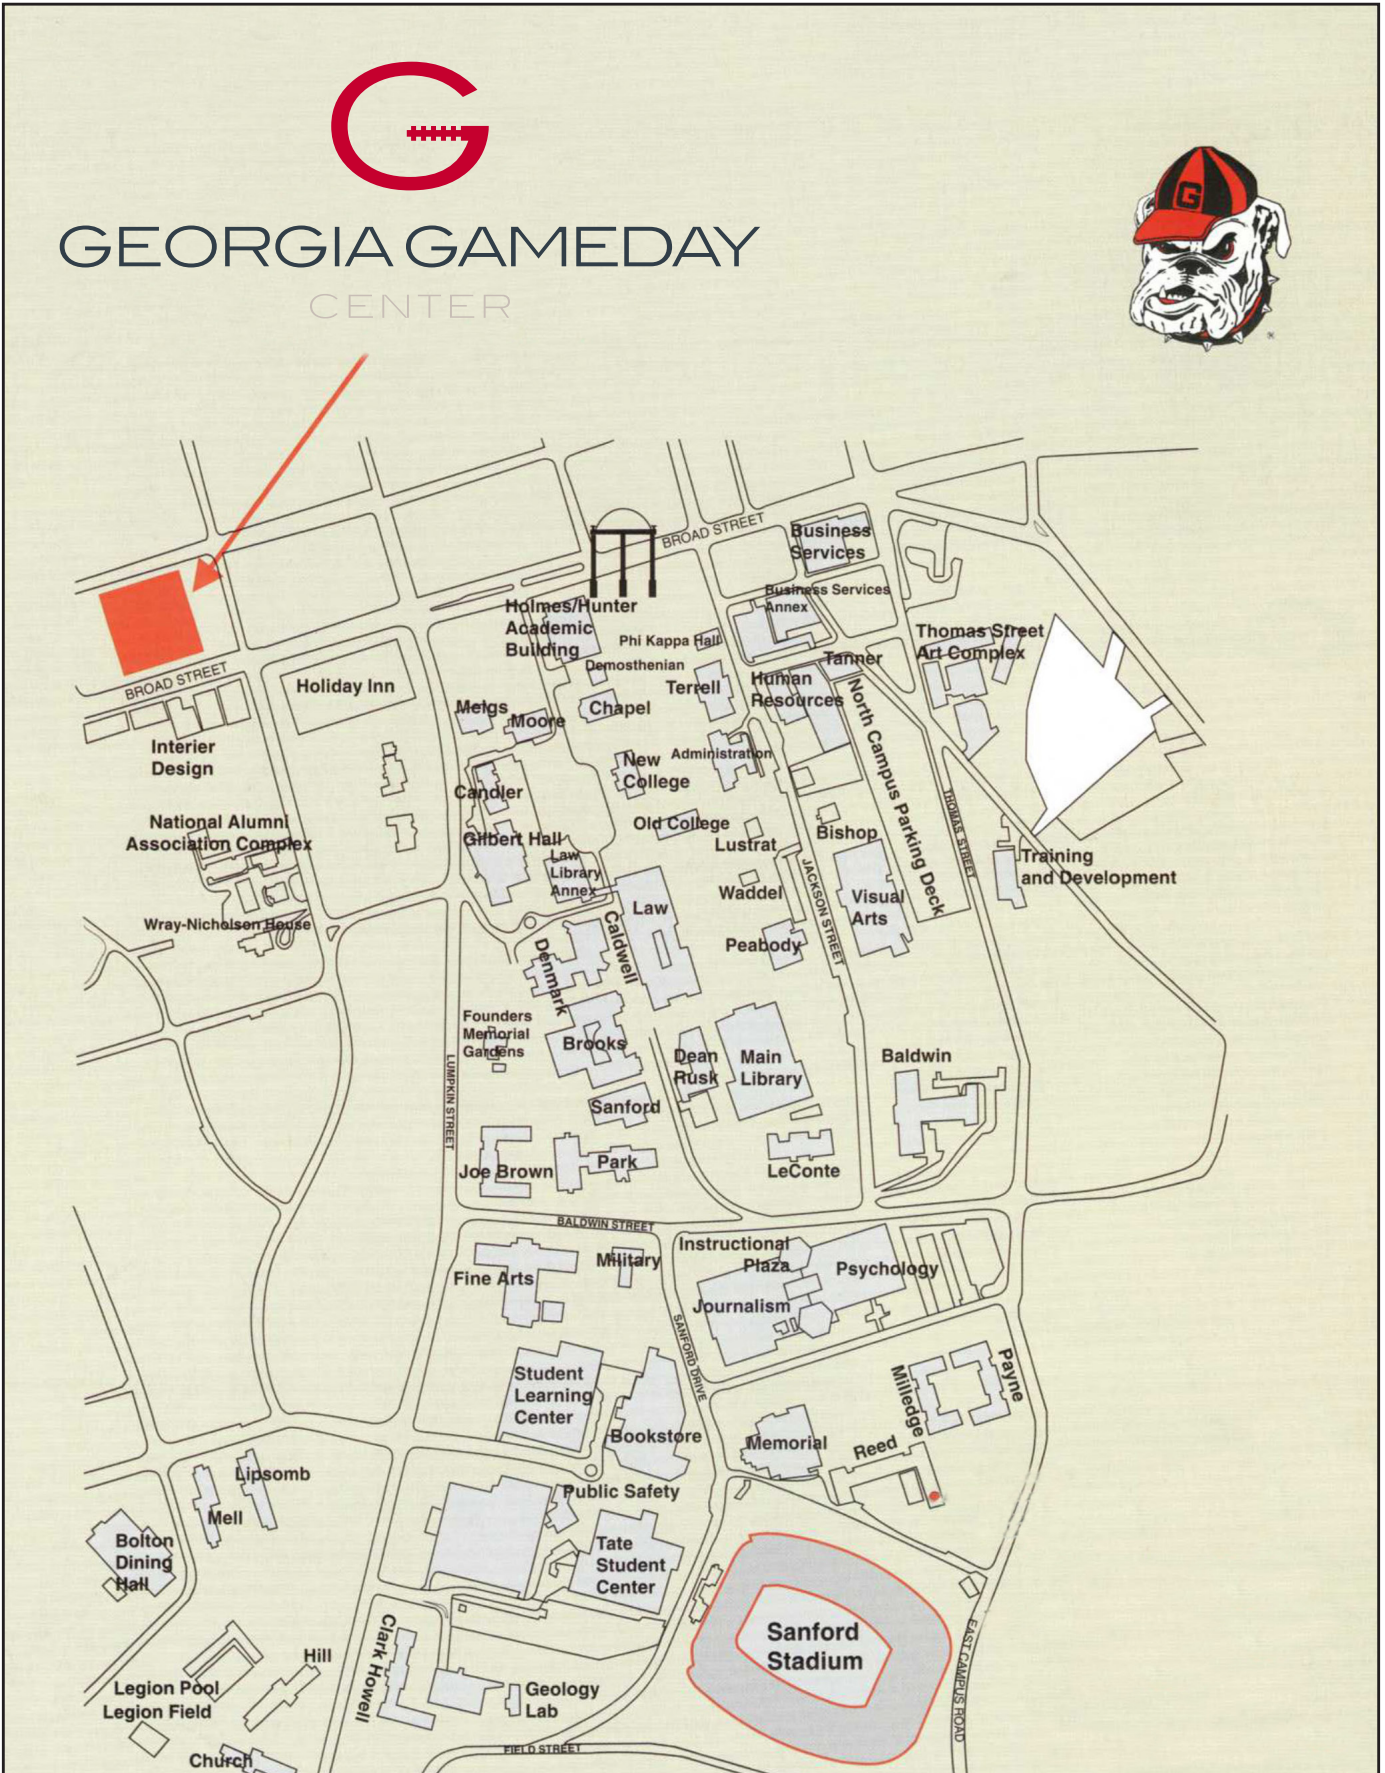 G
GEORGIA GAMEDAY
CENTER
G
BROAD STREET
Business
Services
Business Services
Annex
Holmes/Hunter
Academic
Building
Phi Kappa Hall
Demosthenian
Thomas Street
Art Complex
Tanner
BROAD STREET
Holiday Inn
Terrell
Human
Resources
Meigs
Moore
Chapel
North Campus Parking Deck
Interier
Design
New
College
Administration
Candler
THOMAS STREET
National Alumni
Association Complex
Gilbert Hall
Old College
Lustrat
Bishop
Law
Library
Annex
Training
and Development
JACKSON STREET
Waddel
Visual
Arts
Law
Wray-Nicholson House
Caldwell
Denmark
Peabody
Founders
Memorial
Gardens
Brooks
Dean
Rusk
Main
Library
Baldwin
LUMPKIN STREET
Sanford
Joe Brown
Park
LeConte
BALDWIN STREET
Instructional
Plaza
Fine Arts
Military
Psychology
Journalism
SANFORD DRIVE
Student
Learning
Center
Milledge
Payne
Bookstore
Memorial
Reed
Lipsomb
Mell
Public Safety
Bolton
Dining
Hall
Tate
Student
Center
Sanford
Stadium
EAST CAMPUS ROAD
Clark Howell
Hill
Legion Pool
Legion Field
Geology
Lab
FIELD STREET
Church